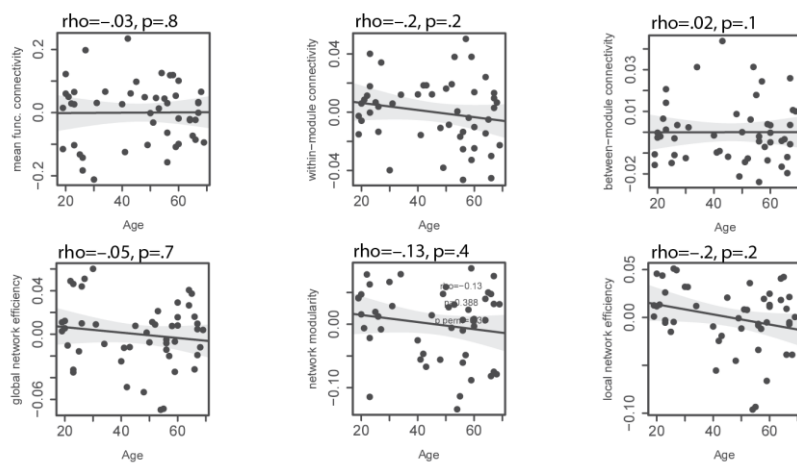 rho=-.03, p=.8
mean func. connectivity
0.2
0.0
-0.2
20 40 60
Age
rho=-.2, p=.2
within-module connectivity
0.04
0.00
-0.04
20 40 60
Age
rho=.02, p=.1
between-module connectivity
0.03
0.01
-0.02
20 40 60
Age
rho=-.05, p=.7
global network efficiency
0.04
0.00
-0.06
20 40 60
Age
rho=-.13, p=.4
network modularity
0.00
-0.10
rho=-0.13
p=0.388
20 40 60
Age
rho=-.2, p=.2
local network efficiency
0.05
0.00
-0.10
20 40 60
Age